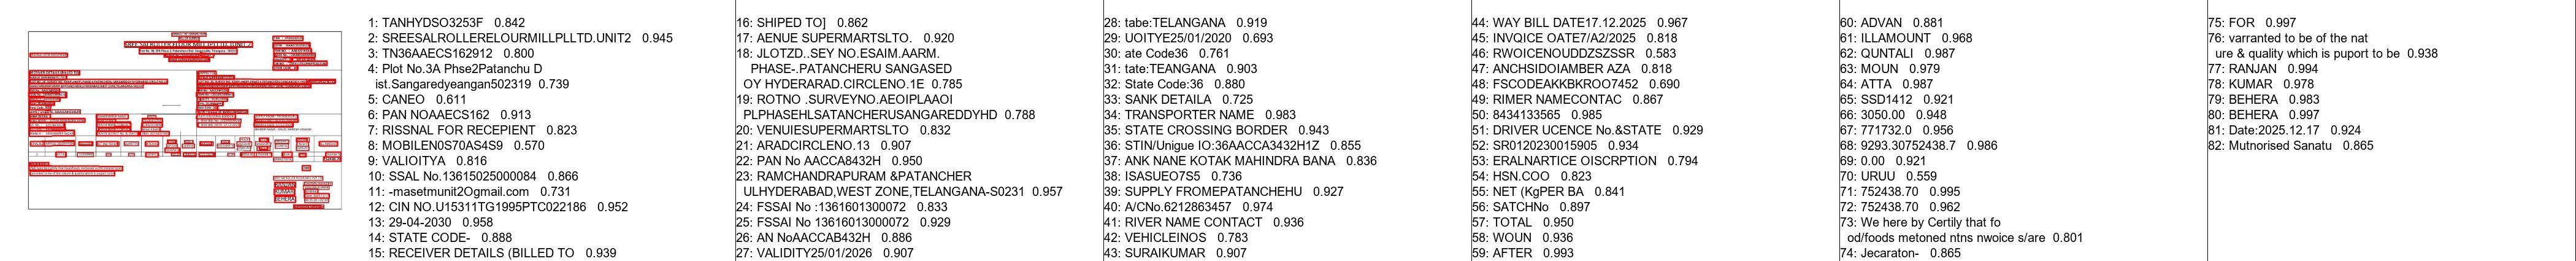 1: TANHYDSO3253F 0.842
2: SREESALROLLERELOURMILLPLLTD.UNIT2 0.945
3: TN36AAECS162912 0.800
4: Plot No.3A Phse2Patanchu D
ist.Sangaredyeangan502319 0.739
5: CANEO 0.611
6: PAN NOAAECS162 0.913
7: RISSNAL FOR RECEPIENT 0.823
8: MOBILEN0S70AS4S9 0.570
9: VALIOITYA 0.816
10: SSAL No.13615025000084 0.866
11: -masetmunit2Ogmail.com 0.731
12: CIN NO.U15311TG1995PTC022186 0.952
13: 29-04-2030 0.958
14: STATE CODE- 0.888
15: RECEIVER DETAILS (BILLED TO 0.939
16: SHIPED TO] 0.862
17: AENUE SUPERMARTSLTO. 0.920
18: JLOTZD..SEY NO.ESAIM.AARM.
PHASE-.PATANCHERU SANGASED
OY HYDERARAD.CIRCLENO.1E 0.785
19: ROTNO .SURVEYNO.AEOIPLAAOI
PLPHASEHLSATANCHERUSANGAREDDYHD 0.788
20: VENUIESUPERMARTSLTO 0.832
21: ARADCIRCLENO.13 0.907
22: PAN No AACCA8432H 0.950
23: RAMCHANDRAPURAM &PATANCHER
ULHYDERABAD,WEST ZONE,TELANGANA-S0231 0.957
24: FSSAI No :13616013000072 0.833
25: FSSAI No 13616013000072 0.929
26: AN NoAACCAB432H 0.886
27: VALIDITY25/01/2026 0.907
28: tabe:TELANGANA 0.919
29: UOITYE25/01/2020 0.693
30: ate Code36 0.761
31: tate:TEANGANA 0.903
32: State Code:36 0.880
33: SANK DETAILA 0.725
34: TRANSPORTER NAME 0.983
35: STATE CROSSING BORDER 0.943
36: STIN/Unigue IO:36AACCA3432H1Z 0.855
37: ANK NANE KOTAK MAHINDRA BANA 0.836
38: ISASUEO7S5 0.736
39: SUPPLY FROMEPATANCHEHU 0.927
40: A/CNo.6212863457 0.974
41: RIVER NAME CONTACT 0.936
42: VEHICLEINOS 0.783
43: SURAIKUMAR 0.907
44: WAY BILL DATE17.12.2025 0.967
45: INVQICE OATE7/A2/2025 0.818
46: RWOICENOUDDZSZSSR 0.583
47: ANCHSIDOIAMBER AZA 0.818
48: FSCODEAKKBKROO7452 0.690
49: RIMER NAMECONTAC 0.867
50: 8434133565 0.985
51: DRIVER UCENCE No.&STATE 0.929
52: SR0120230015905 0.934
53: ERALNARTICE OISCRPTION 0.794
54: HSN.COO 0.823
55: NET (KgPER BA 0.841
56: SATCHNo 0.897
57: TOTAL 0.950
58: WOUN 0.936
59: AFTER 0.993
60: ADVAN 0.881
61: ILLAMOUNT 0.968
62: QUNTALI 0.987
63: MOUN 0.979
64: ATTA 0.987
65: SSD1412 0.921
66: 3050.00 0.948
67: 771732.0 0.956
68: 9293.30752438.7 0.986
69: 0.00 0.921
70: URUU 0.559
71: 752438.70 0.995
72: 752438.70 0.962
73: We here by Certily that fo
od/foods metoned ntns nwoice s/are 0.801
74: Jecaraton- 0.865
75: FOR 0.997
76: varranted to be of the nat
ure & quality which is puport to be 0.938
77: RANJAN 0.994
78: KUMAR 0.978
79: BEHERA 0.983
80: BEHERA 0.997
81: Date:2025.12.17 0.924
82: Mutnorised Sanatu 0.865